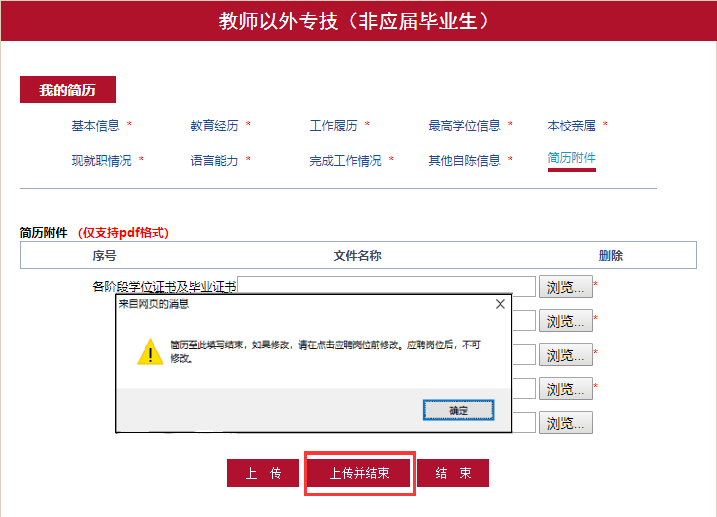 教师以外专技（非应届毕业生）
我的简历
基本信息 * 教育经历 * 工作履历 * 最高学位信息 * 本校亲属 *
现就职情况 * 语言能力 * 完成工作情况 * 其他自陈信息 * 简历附件
简历附件 （仅支持pdf格式）
序号 文件名称 删除
各阶段学位证书及毕业证书 浏览... *
来自网页的消息
浏览... *
简历至此填写结束，如果修改，请在点击应聘岗位前修改。应聘岗位后，不可
修改。
浏览... *
浏览... *
确定
浏览...
上 传 上传并结束 结 束